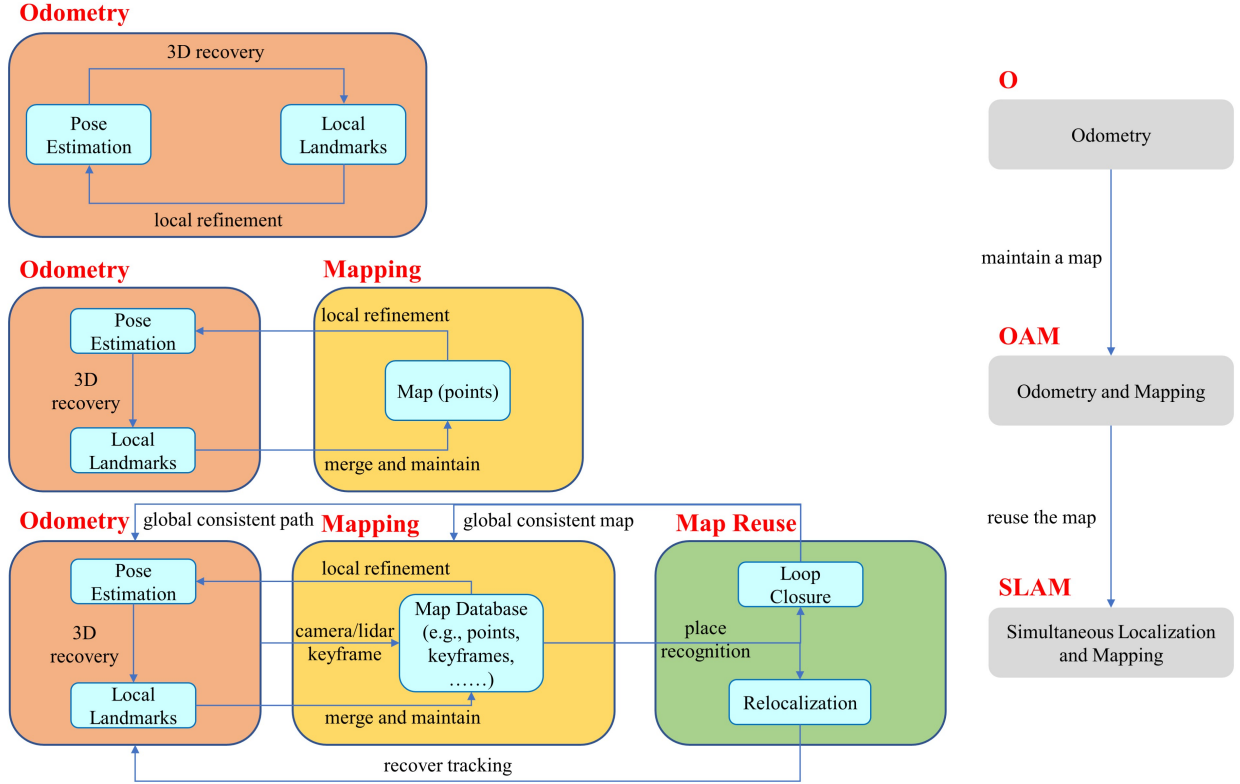 Odometry
3D recovery
Pose
Estimation
Local
Landmarks
local refinement
Odometry
Mapping
Pose
Estimation
local refinement
3D
recovery
Map (points)
Local
Landmarks
merge and maintain
Odometry
global consistent path
Mapping
global consistent map
Map Reuse
Pose
Estimation
local refinement
3D
recovery
camera/lidar
keyframe
Map Database
(e.g., points,
keyframes,
……)
Local
Landmarks
merge and maintain
place
recognition
Loop
Closure
Relocalization
recover tracking
O
Odometry
maintain a map
OAM
Odometry and Mapping
reuse the map
SLAM
Simultaneous Localization
and Mapping